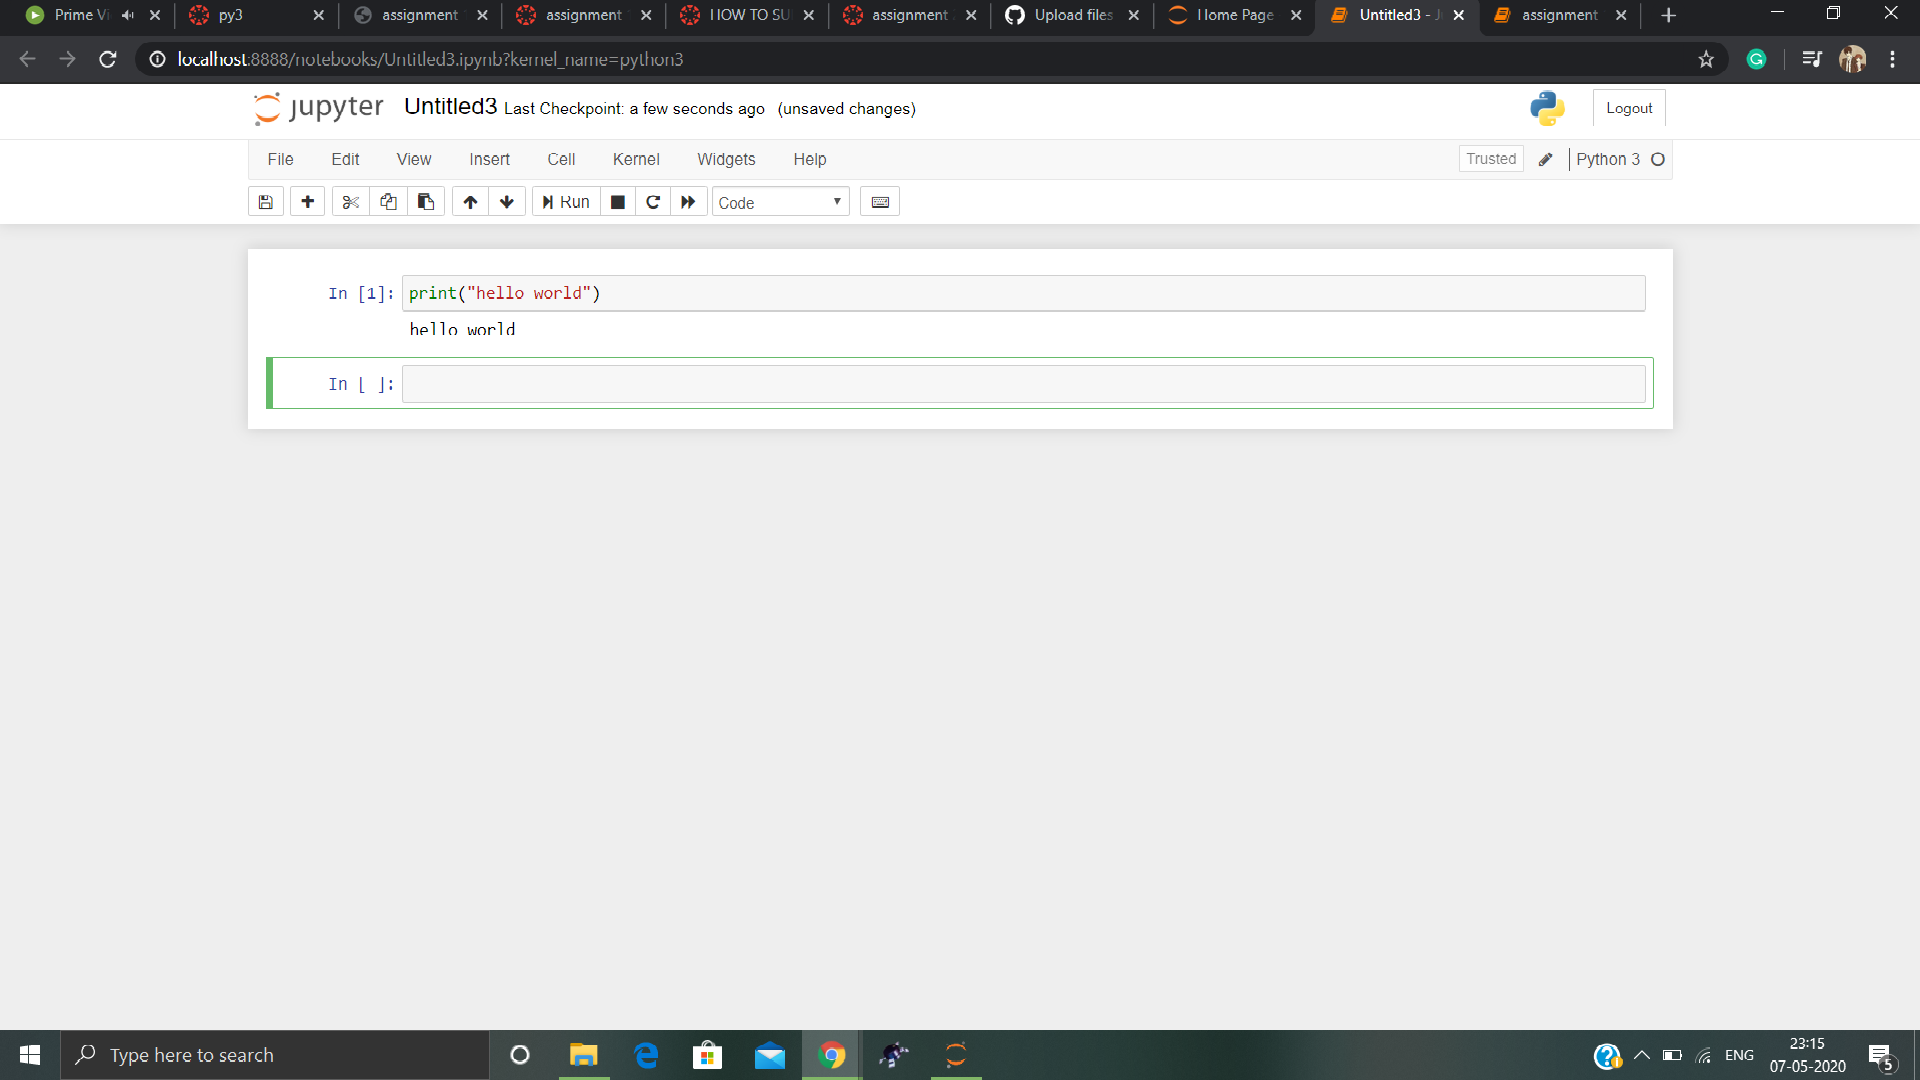 Prime Vi
py3
assignment
assignment
HOW TO SU
assignment
Upload files
Home Page
Untitled3 - J
assignment
localhost:8888/notebooks/Untitled3.ipynb?kernel_name=python3
jupyter Untitled3 Last Checkpoint: a few seconds ago (unsaved changes)
Logout
File Edit View Insert Cell Kernel Widgets Help
Trusted
Python 3
Run
Code
In [1]: print("hello world")
hello world
In [ ]:
Type here to search
ENG
23:15
07-05-2020
5